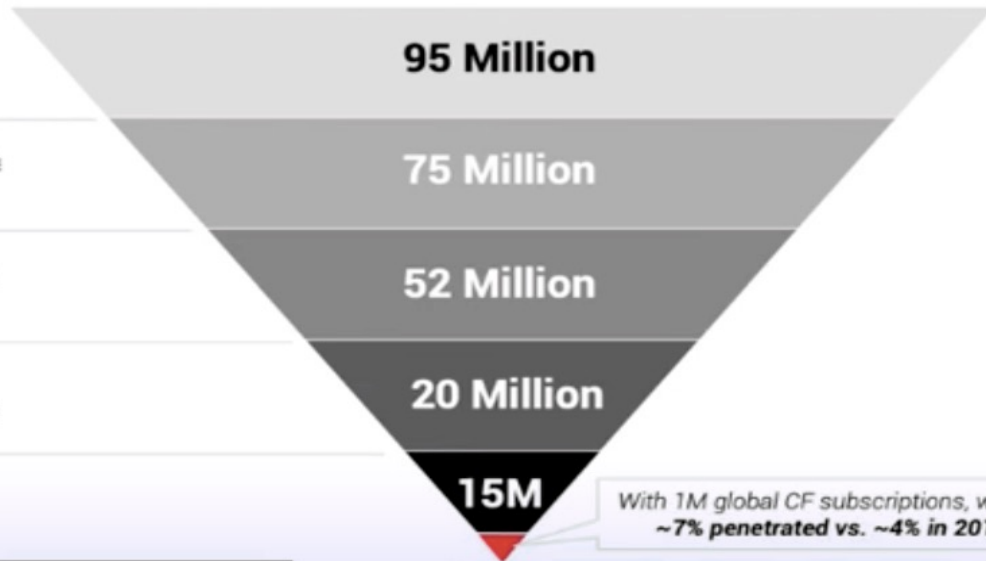 95 Million
75 Million
52 Million
20 Million
15M
With 1M global CF subscriptions,
~7% penetrated vs. ~4% in